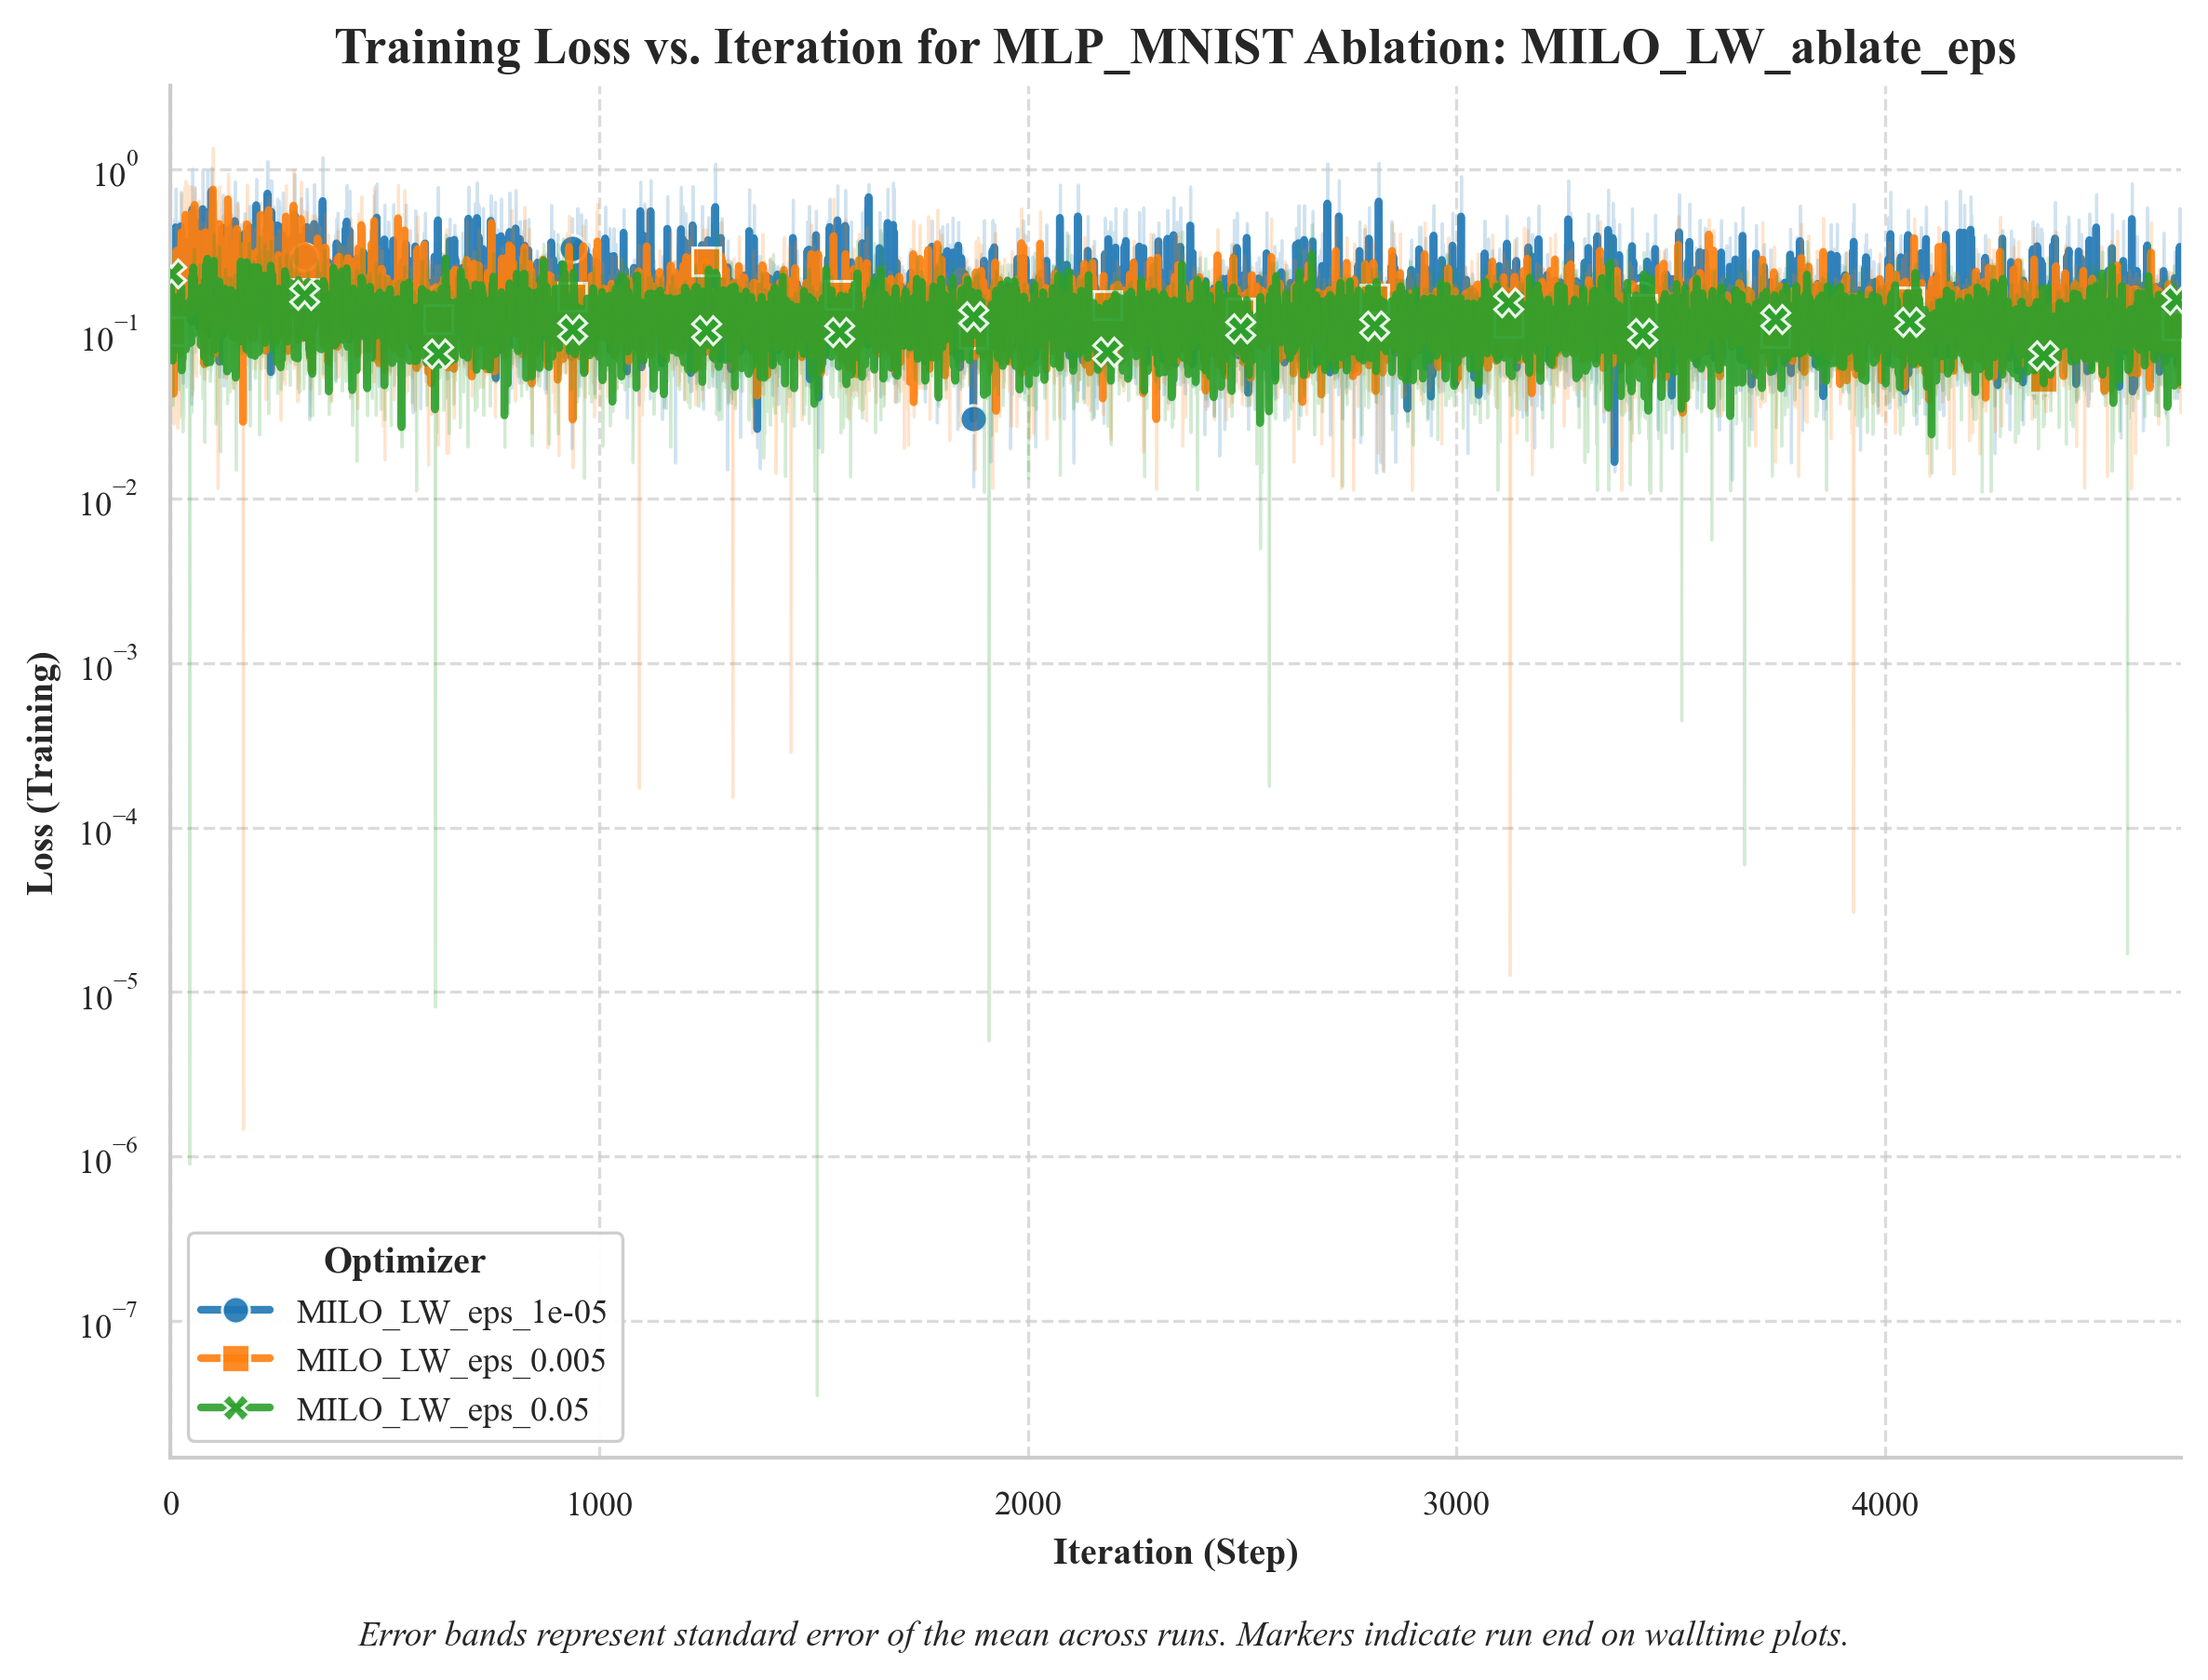 Training Loss vs. Iteration for MLP_MNIST Ablation: MILO_LW_ablate_eps
Loss (Training)
10⁰
10⁻¹
10⁻²
10⁻³
10⁻⁴
10⁻⁵
10⁻⁶
10⁻⁷
Optimizer
MILO_LW_eps_1e-05
MILO_LW_eps_0.005
MILO_LW_eps_0.05
0 1000 2000 3000 4000
Iteration (Step)
Error bands represent standard error of the mean across runs. Markers indicate run end on walltime plots.